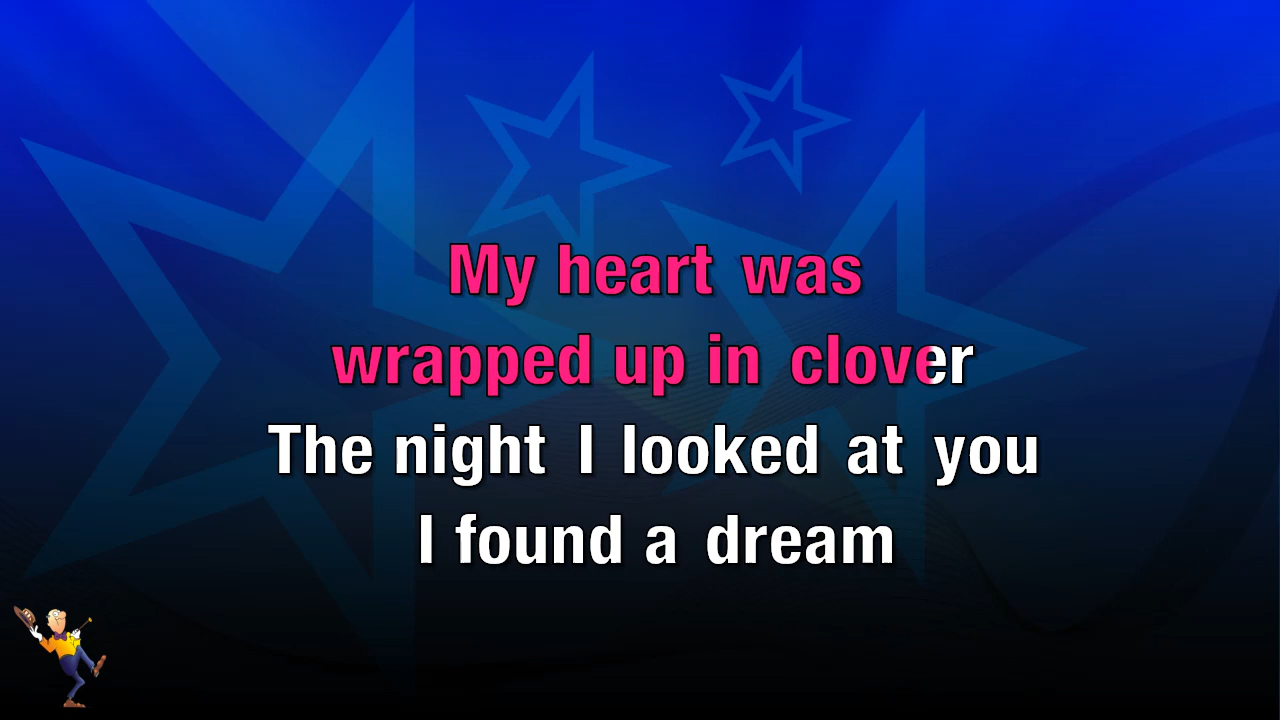 My heart was
wrapped up in clover
The night I looked at you
I found a dream